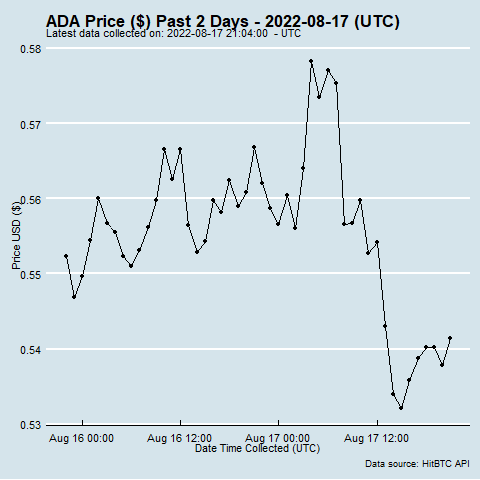 ADA Price ($) Past 2 Days - 2022-08-17 (UTC)
Latest data collected on: 2022-08-17 21:04:00 - UTC
0.58
0.57
0.56
0.55
0.54
0.53
Price USD ($)
Aug 16 00:00
Aug 16 12:00
Aug 17 00:00
Aug 17 12:00
Date Time Collected (UTC)
Data source: HitBTC API